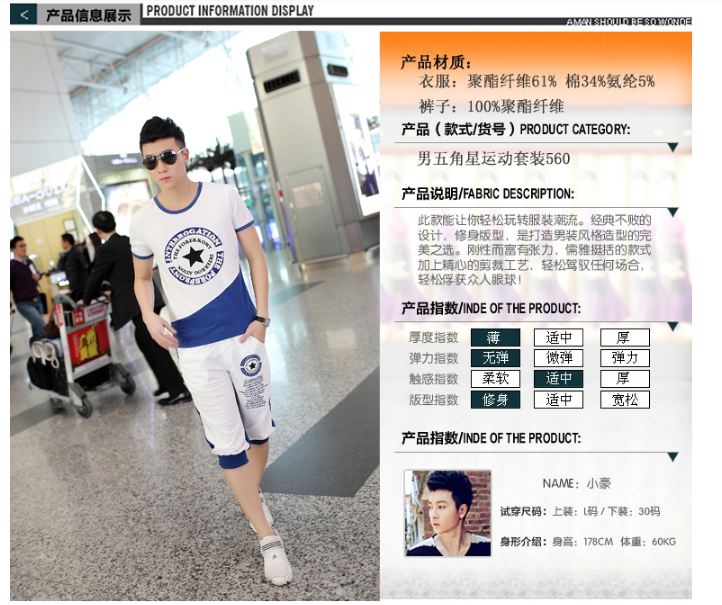 < 产品信息展示 PRODUCT INFORMATION DISPLAY
A MAN SHOULD BE SO WONDE
产品材质：
衣服：聚酯纤维61% 棉34%氨纶5%
裤子：100%聚酯纤维
产品（款式/货号）PRODUCT CATEGORY:
男五角星运动套装560
产品说明/FABRIC DESCRIPTION:
此款能让你轻松玩转服装潮流。经典不败的
设计，修身版型，是打造男装风格造型的完
美之选。刚性而富有张力，儒雅挺括的款式
加上精心的剪裁工艺，轻松驾驭任何场合，
轻松俘获众人眼球！
产品指数/INDE OF THE PRODUCT:
厚度指数 薄 适中 厚
弹力指数 无弹 微弹 弹力
触感指数 柔软 适中 厚
版型指数 修身 适中 宽松
产品指数/INDE OF THE PRODUCT:
NAME：小豪
试穿尺码：上装：L码 / 下装：30码
身形介绍：身高：178CM 体重：60KG
INTERROGATION
THE FOREFRONT